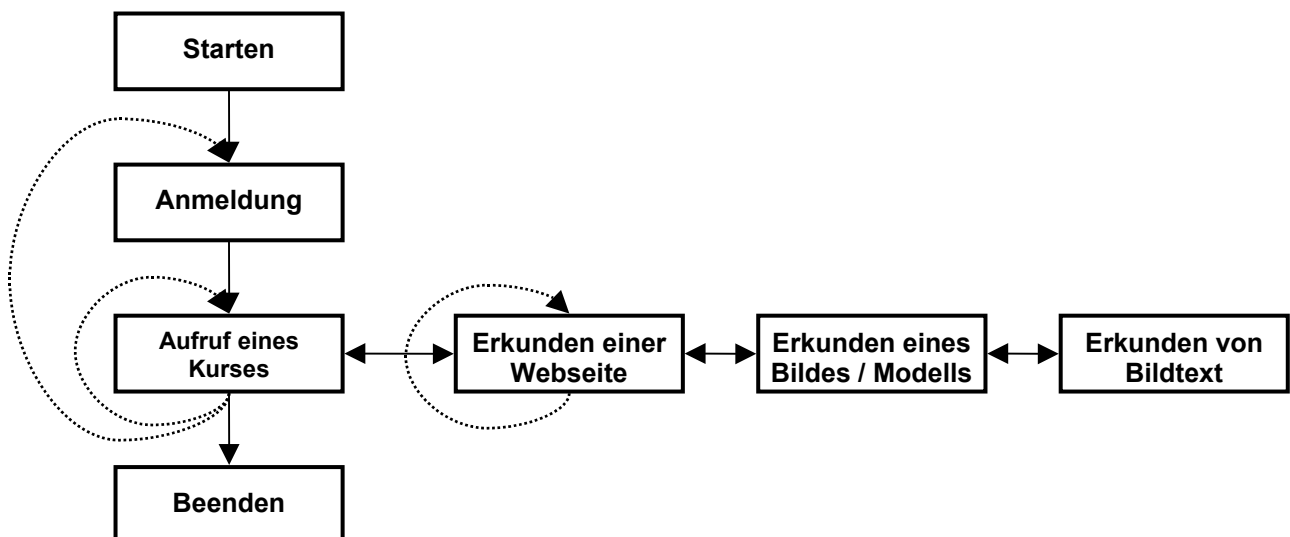 Starten
Anmeldung
Aufruf eines
Kurses
Erkunden einer
Webseite
Erkunden eines
Bildes / Modells
Erkunden von
Bildtext
Beenden